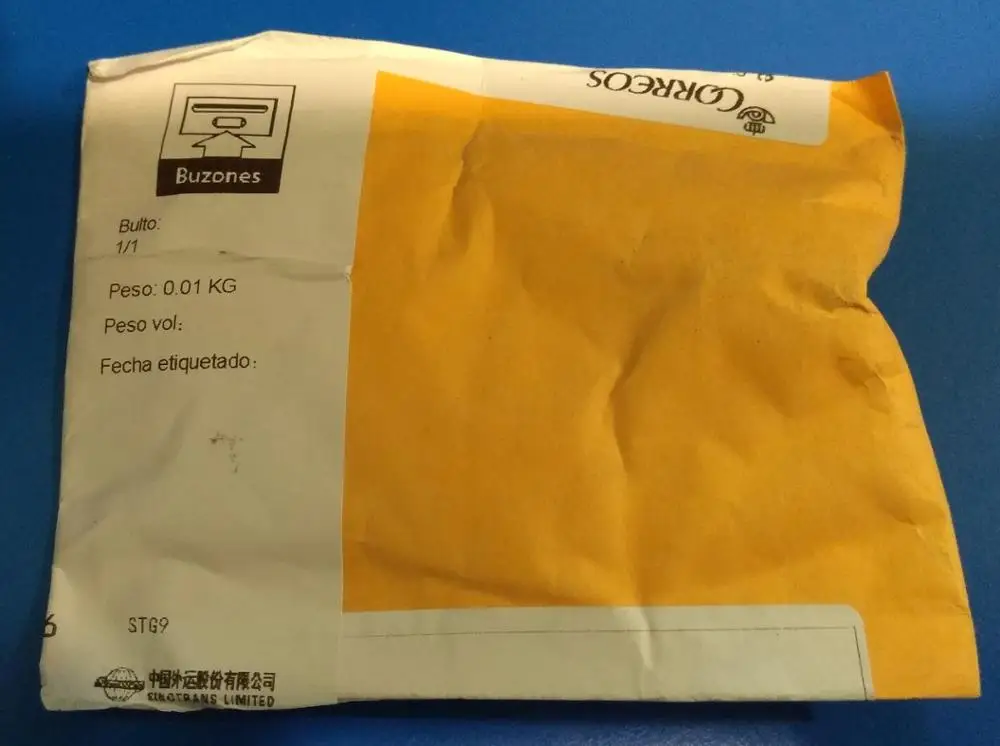 CORREOS
Buzones
Bulto:
1/1
Peso: 0.01 KG
Peso vol:
Fecha etiquetado:
6
STG9
中国外运股份有限公司
SINOTRANS LIMITED